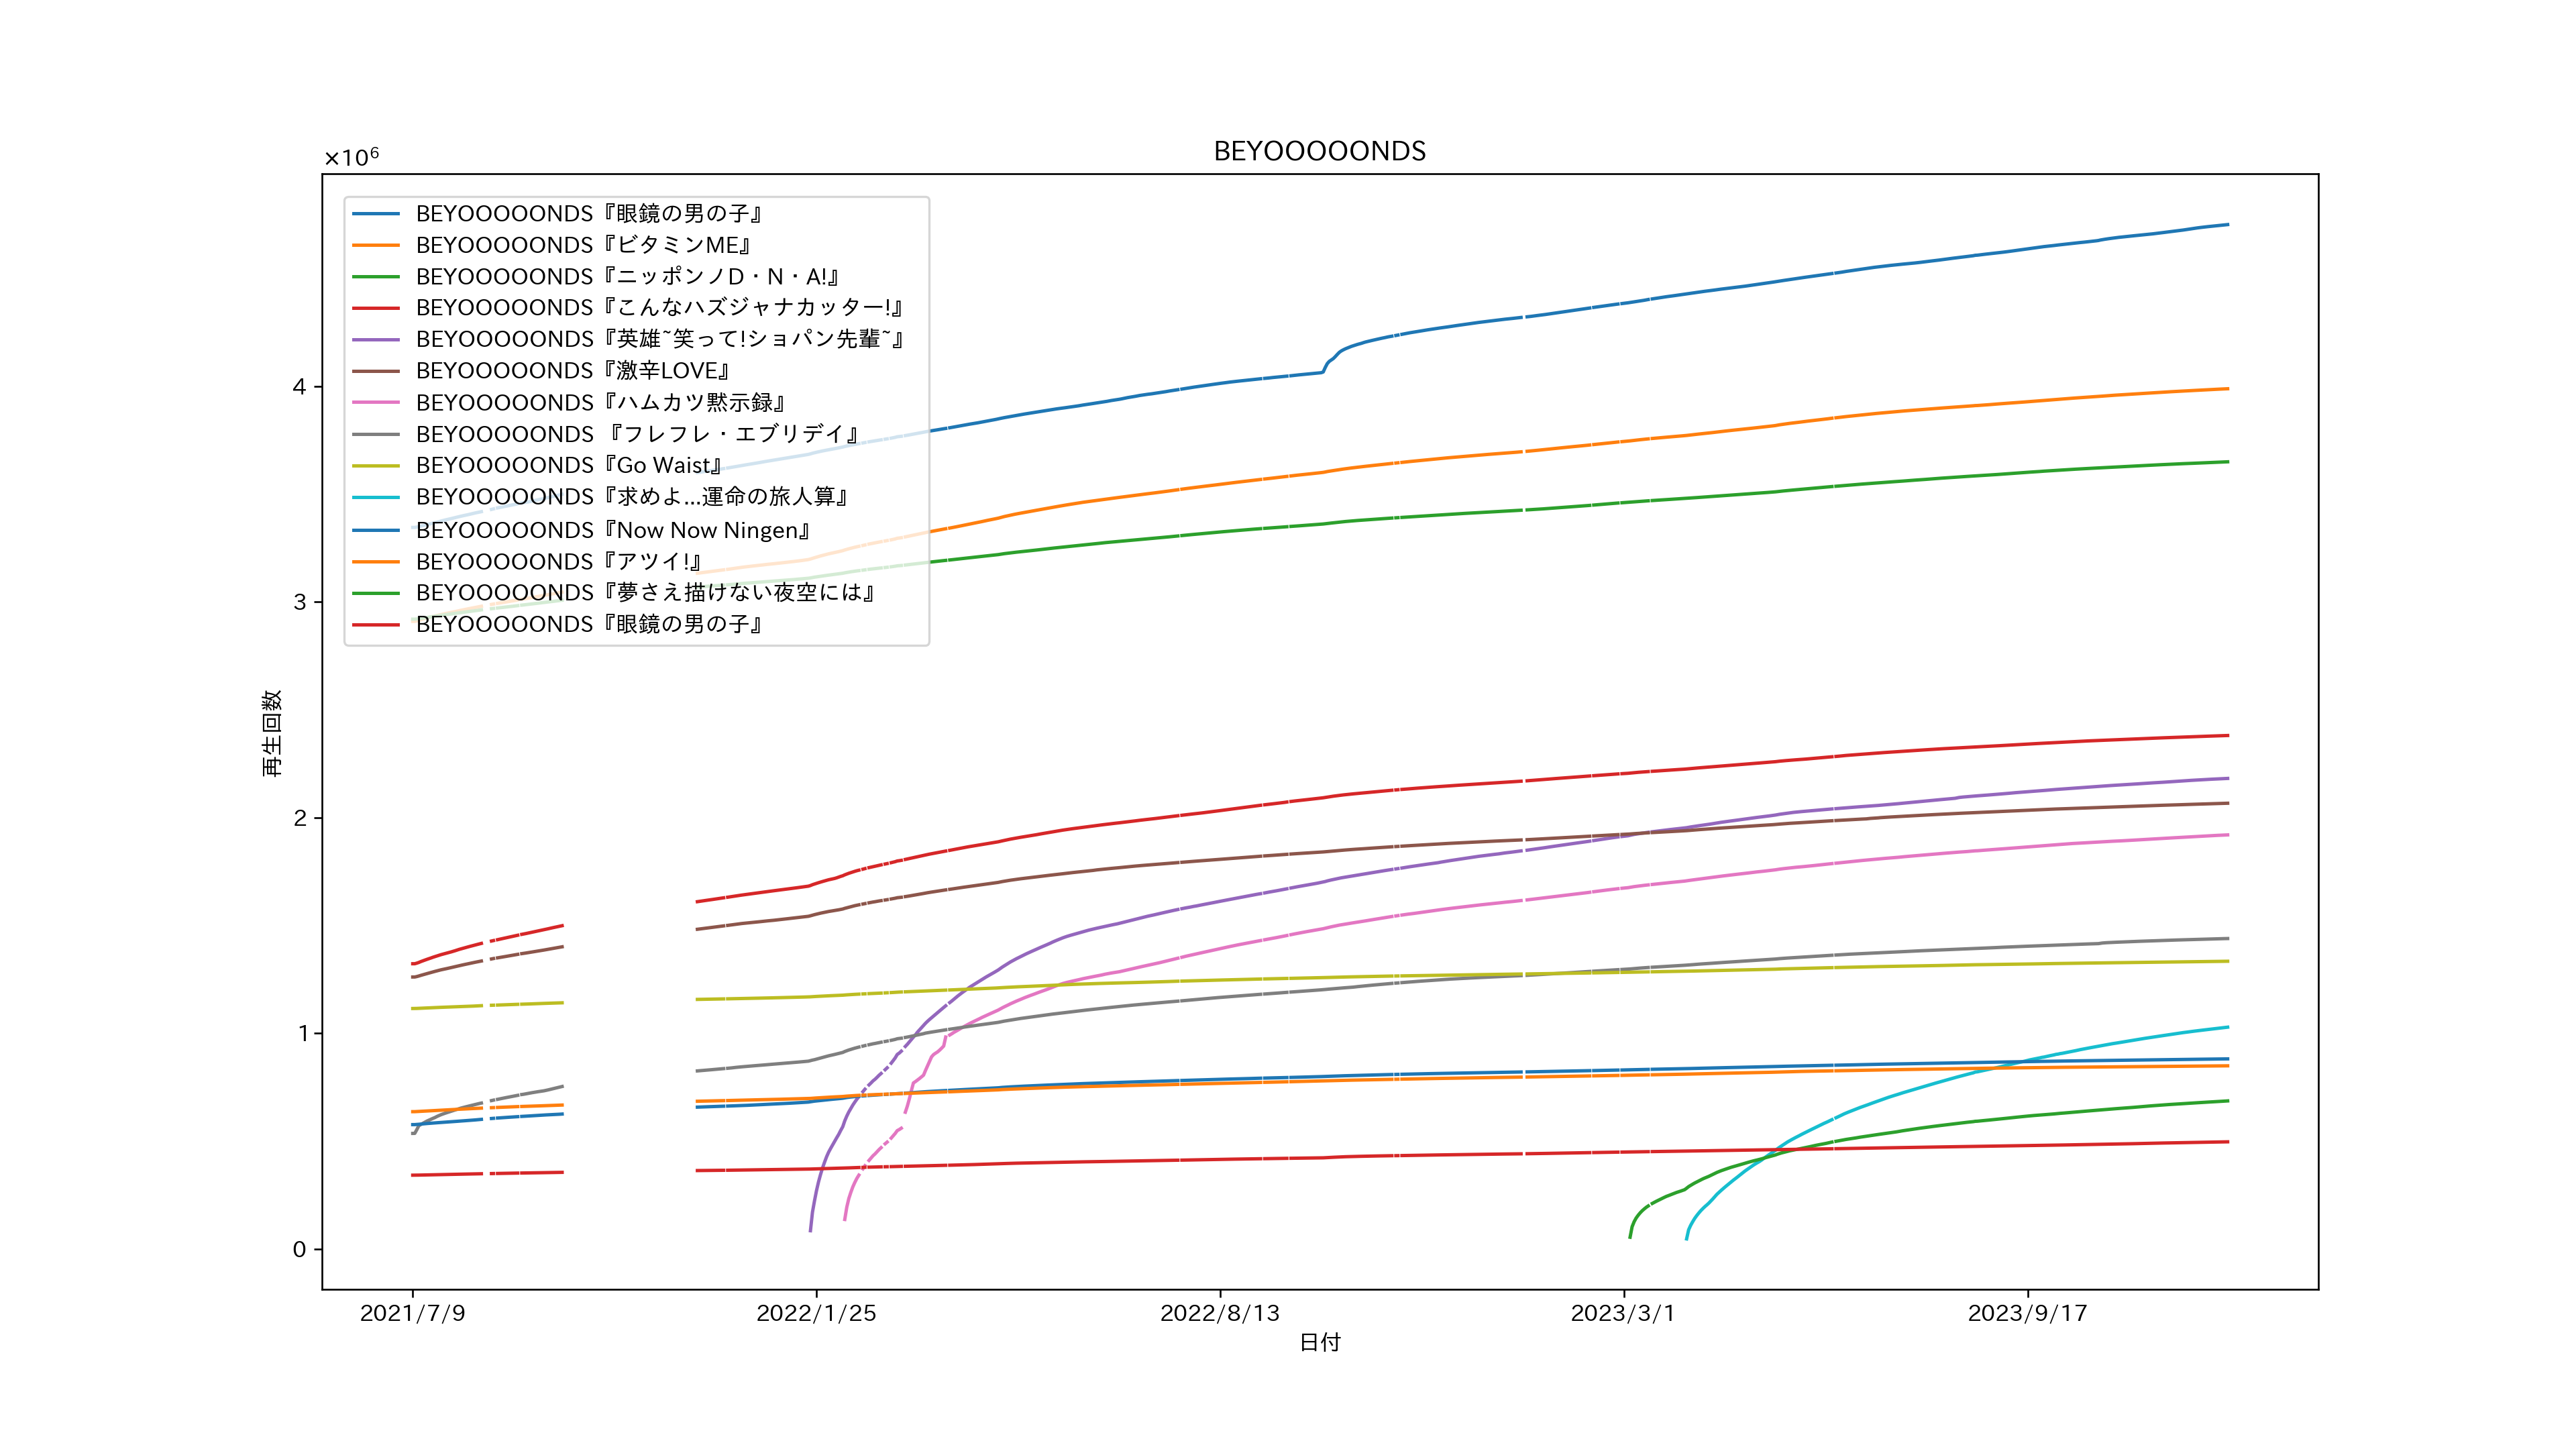 BEYOOOOONDS
×10⁶
BEYOOOOONDS『眼鏡の男の子』
BEYOOOOONDS『ビタミンME』
BEYOOOOONDS『ニッポンノD・N・A!』
BEYOOOOONDS『こんなハズジャナカッター!』
BEYOOOOONDS『英雄~笑って!ショパン先輩~』
BEYOOOOONDS『激辛LOVE』
BEYOOOOONDS『ハムカツ黙示録』
BEYOOOOONDS 『フレフレ・エブリデイ』
BEYOOOOONDS『Go Waist』
BEYOOOOONDS『求めよ...運命の旅人算』
BEYOOOOONDS『Now Now Ningen』
BEYOOOOONDS『アツイ!』
BEYOOOOONDS『夢さえ描けない夜空には』
BEYOOOOONDS『眼鏡の男の子』
4
3
2
1
0
再生回数
2021/7/9
2022/1/25
2022/8/13
2023/3/1
2023/9/17
日付